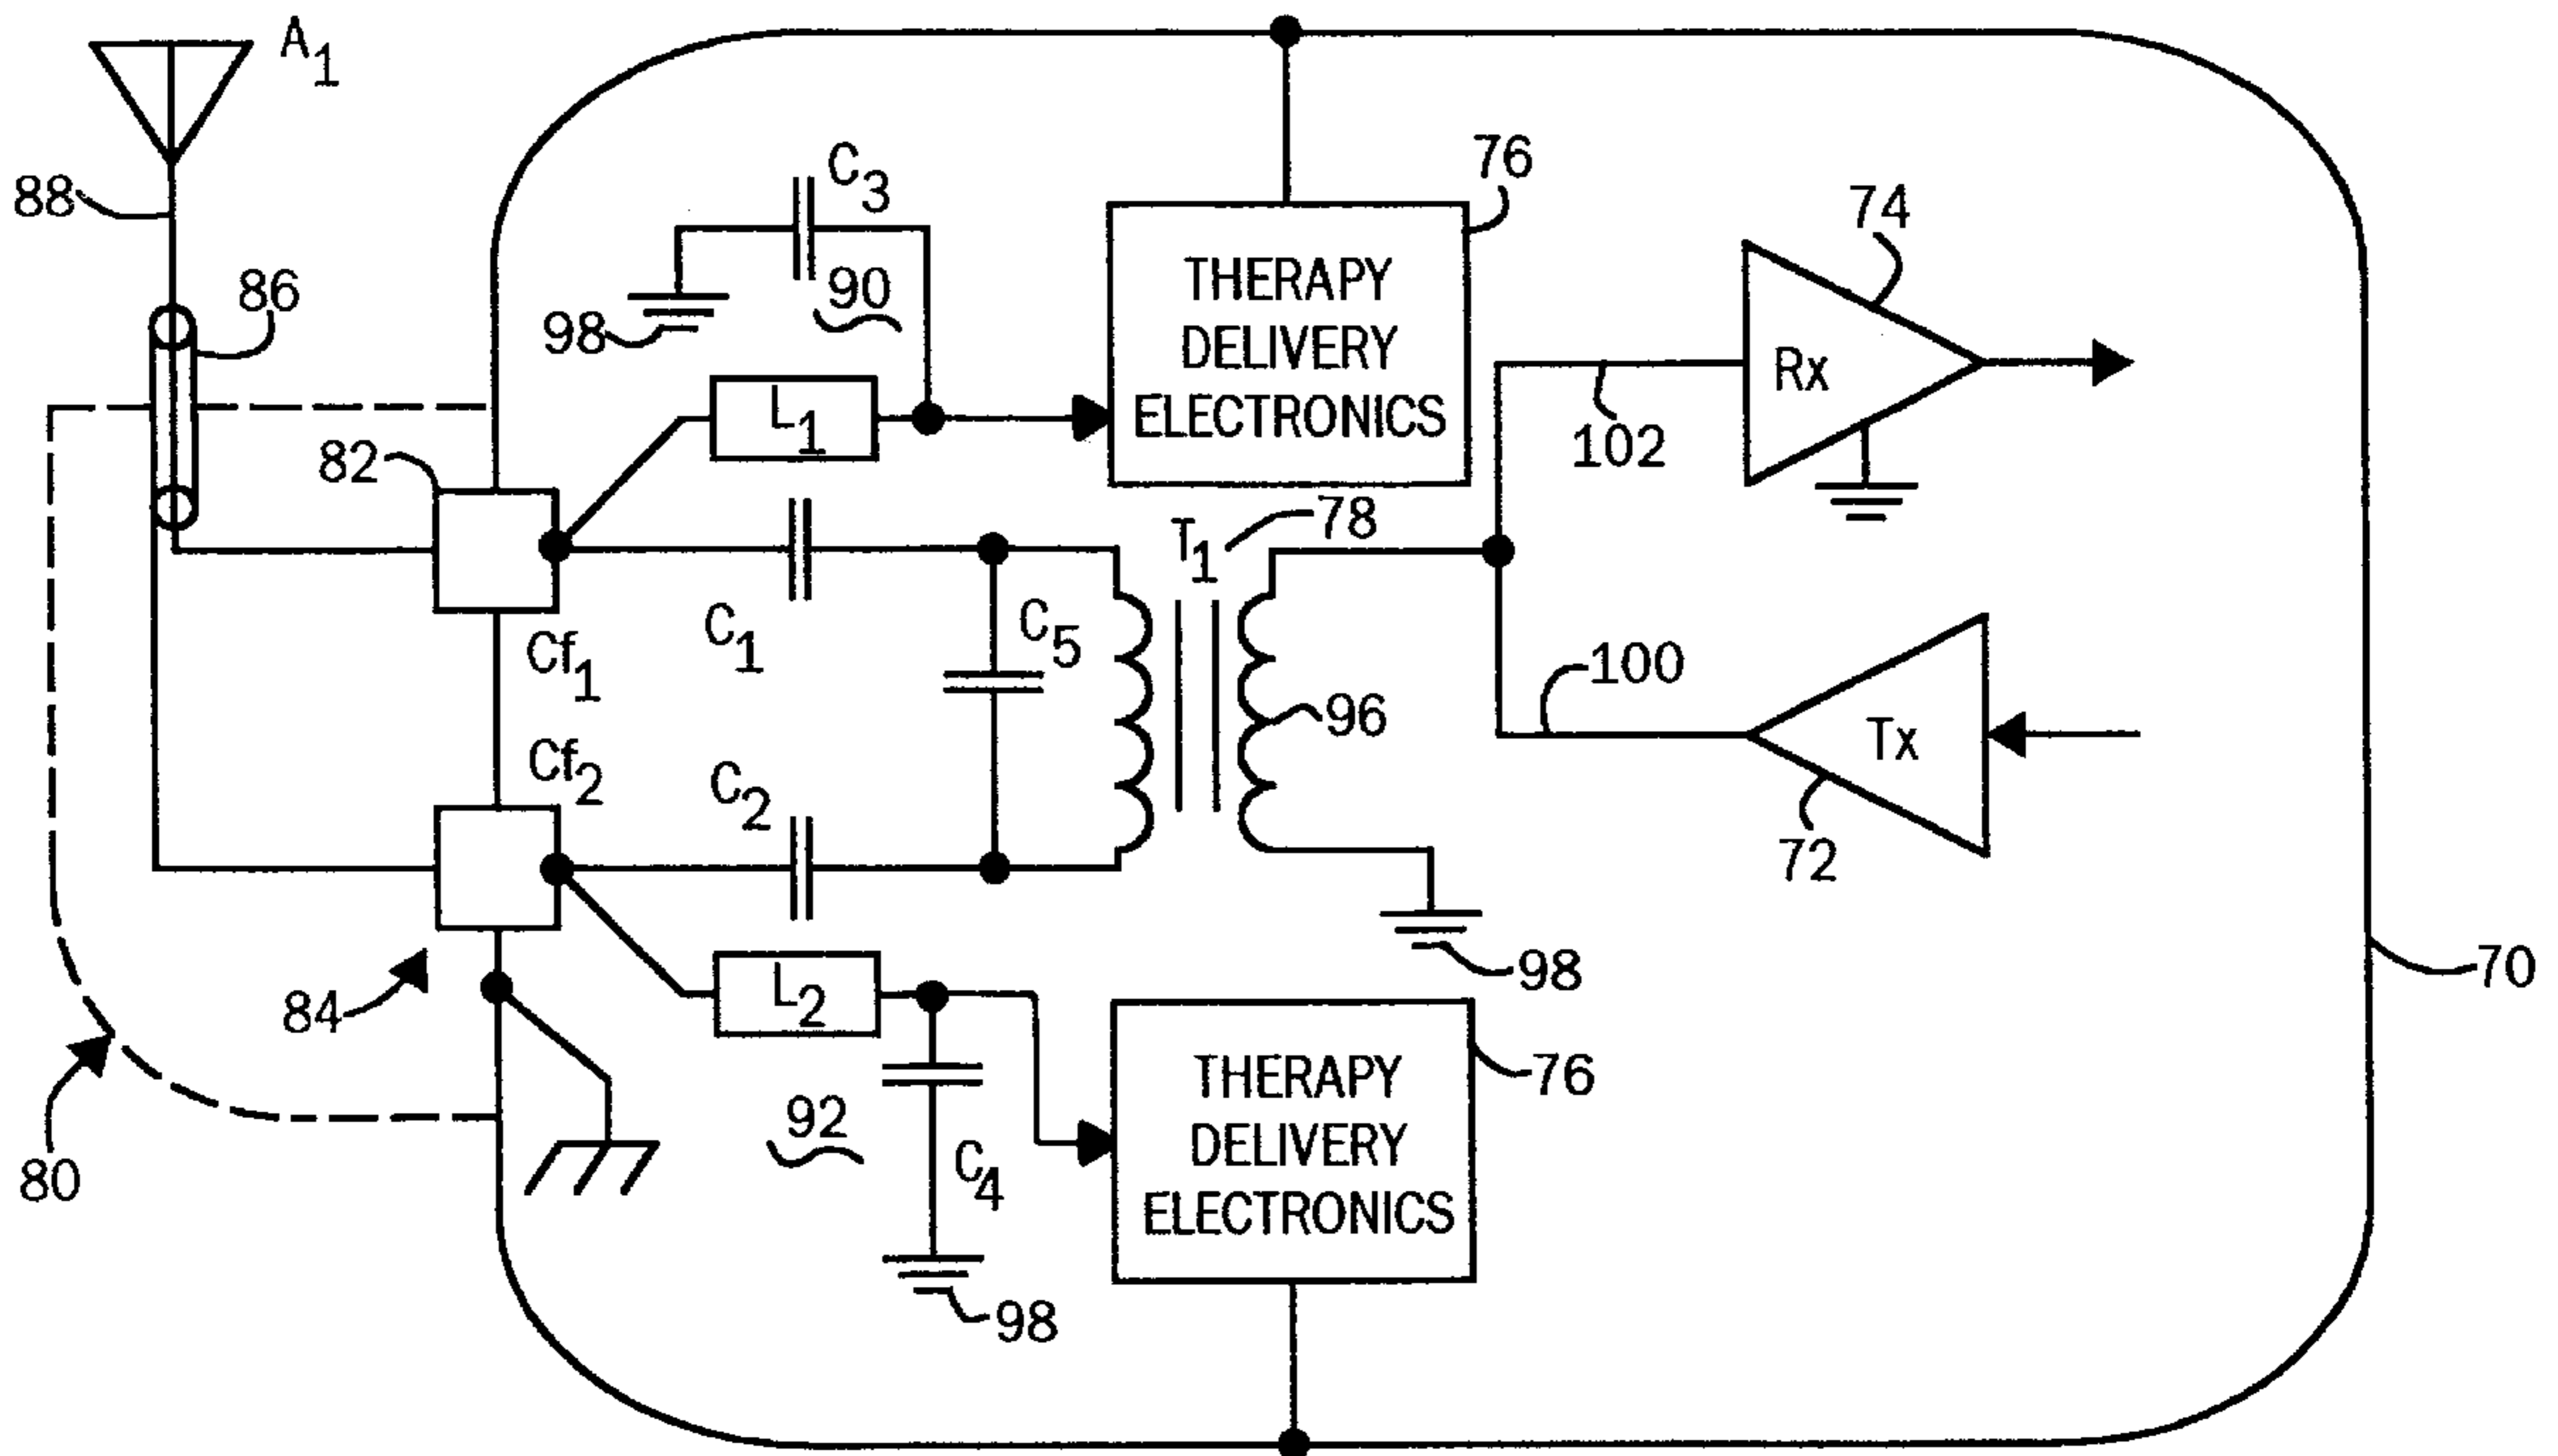 A1
88
86
C3
90
98
76
THERAPY
DELIVERY
ELECTRONICS
74
Rx
102
L1
82
T1
78
Cf1
C1
C5
96
100
Tx
72
Cf2
C2
98
70
84
L2
80
92
C4
98
THERAPY
DELIVERY
ELECTRONICS
76